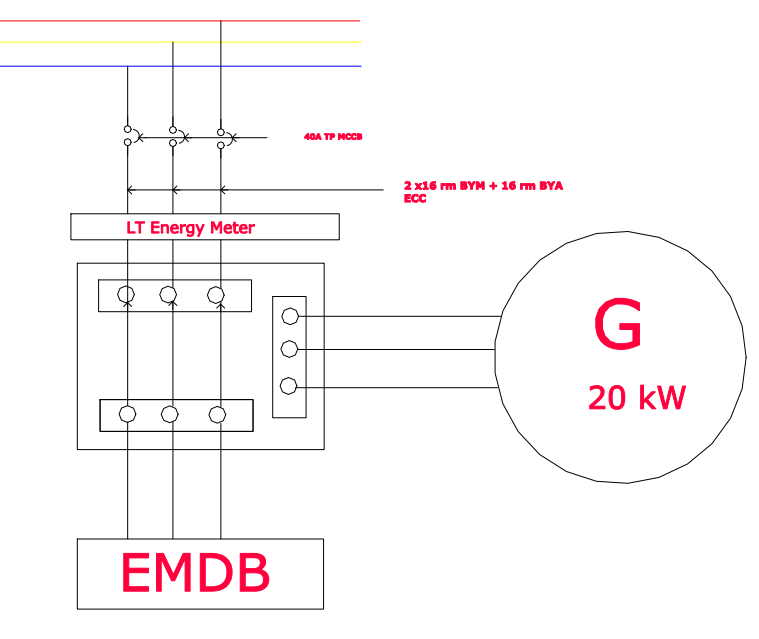 40A TP MCCB
2 x16 rm BYM + 16 rm BYA
ECC
LT Energy Meter
G
20 kW
EMDB